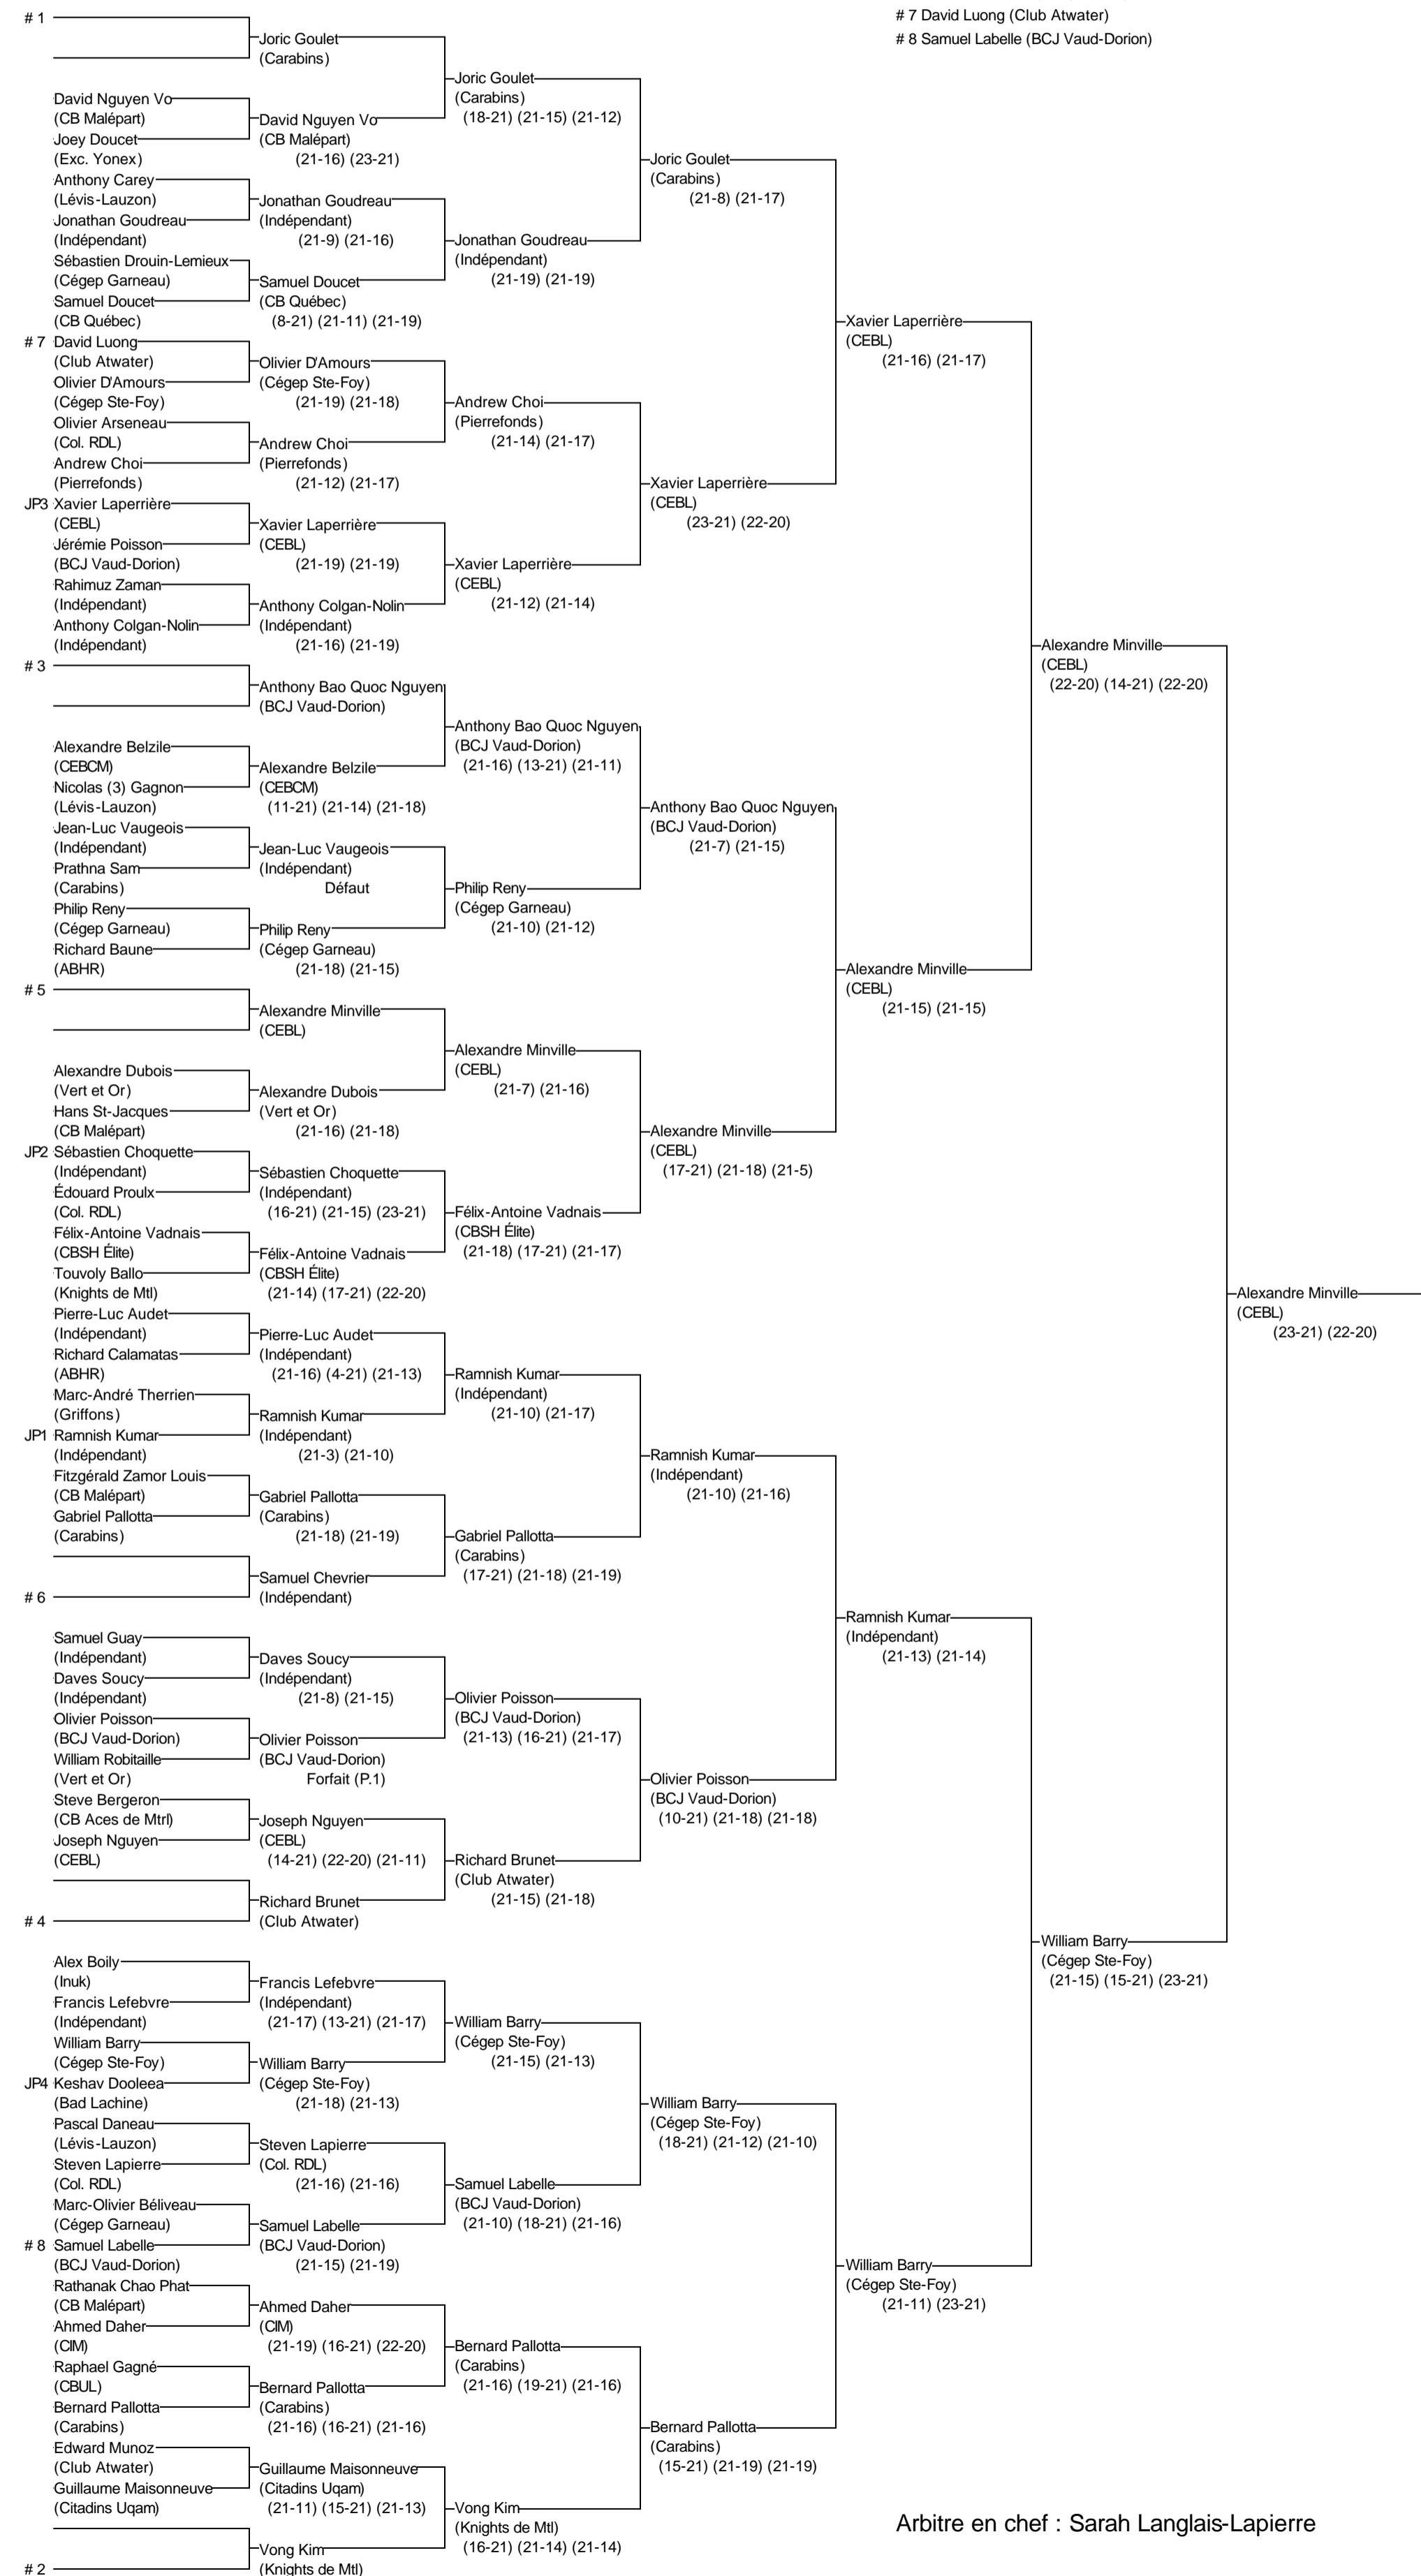 # 7 David Luong (Club Atwater)
# 8 Samuel Labelle (BCJ Vaud-Dorion)
# 1
Joric Goulet
(Carabins)
David Nguyen Vo
(CB Malépart)
Joey Doucet
(Exc. Yonex)
David Nguyen Vo
(CB Malépart)
(21-16) (23-21)
Joric Goulet
(Carabins)
(18-21) (21-15) (21-12)
Anthony Carey
(Lévis-Lauzon)
Jonathan Goudreau
(Indépendant)
Jonathan Goudreau
(Indépendant)
(21-9) (21-16)
Sébastien Drouin-Lemieux
(Cégep Garneau)
Samuel Doucet
(CB Québec)
Samuel Doucet
(CB Québec)
(8-21) (21-11) (21-19)
Jonathan Goudreau
(Indépendant)
(21-19) (21-19)
Joric Goulet
(Carabins)
(21-8) (21-17)
# 7 David Luong
(Club Atwater)
Olivier D'Amours
(Cégep Ste-Foy)
Olivier D'Amours
(Cégep Ste-Foy)
(21-19) (21-18)
Olivier Arseneau
(Col. RDL)
Andrew Choi
(Pierrefonds)
Andrew Choi
(Pierrefonds)
(21-12) (21-17)
Andrew Choi
(Pierrefonds)
(21-14) (21-17)
JP3 Xavier Laperrière
(CEBL)
Jérémie Poisson
(BCJ Vaud-Dorion)
Xavier Laperrière
(CEBL)
(21-19) (21-19)
Rahimuz Zaman
(Indépendant)
Anthony Colgan-Nolin
(Indépendant)
Anthony Colgan-Nolin
(Indépendant)
(21-16) (21-19)
Xavier Laperrière
(CEBL)
(21-12) (21-14)
Xavier Laperrière
(CEBL)
(23-21) (22-20)
Xavier Laperrière
(CEBL)
(21-16) (21-17)
# 3
Anthony Bao Quoc Nguyen
(BCJ Vaud-Dorion)
Alexandre Belzile
(CEBCM)
Nicolas (3) Gagnon
(Lévis-Lauzon)
Alexandre Belzile
(CEBCM)
(11-21) (21-14) (21-18)
Anthony Bao Quoc Nguyen
(BCJ Vaud-Dorion)
(21-16) (13-21) (21-11)
Jean-Luc Vaugeois
(Indépendant)
Prathna Sam
(Carabins)
Jean-Luc Vaugeois
(Indépendant)
Défaut
Philip Reny
(Cégep Garneau)
Richard Baune
(ABHR)
Philip Reny
(Cégep Garneau)
(21-18) (21-15)
Philip Reny
(Cégep Garneau)
(21-10) (21-12)
Anthony Bao Quoc Nguyen
(BCJ Vaud-Dorion)
(21-7) (21-15)
# 5
Alexandre Minville
(CEBL)
Alexandre Dubois
(Vert et Or)
Hans St-Jacques
(CB Malépart)
Alexandre Dubois
(Vert et Or)
(21-16) (21-18)
Alexandre Minville
(CEBL)
(21-7) (21-16)
JP2 Sébastien Choquette
(Indépendant)
Édouard Proulx
(Col. RDL)
Sébastien Choquette
(Indépendant)
(16-21) (21-15) (23-21)
Félix-Antoine Vadnais
(CBSH Élite)
Touvoly Ballo
(Knights de Mtl)
Félix-Antoine Vadnais
(CBSH Élite)
(21-14) (17-21) (22-20)
Félix-Antoine Vadnais
(CBSH Élite)
(21-18) (17-21) (21-17)
Alexandre Minville
(CEBL)
(17-21) (21-18) (21-5)
Alexandre Minville
(CEBL)
(21-15) (21-15)
Alexandre Minville
(CEBL)
(22-20) (14-21) (22-20)
Pierre-Luc Audet
(Indépendant)
Richard Calamatas
(ABHR)
Pierre-Luc Audet
(Indépendant)
(21-16) (4-21) (21-13)
Marc-André Therrien
(Griffons)
JP1 Ramnish Kumar
(Indépendant)
Ramnish Kumar
(Indépendant)
(21-3) (21-10)
Ramnish Kumar
(Indépendant)
(21-10) (21-17)
Fitzgérald Zamor Louis
(CB Malépart)
Gabriel Pallotta
(Carabins)
Gabriel Pallotta
(Carabins)
(21-18) (21-19)
# 6
Samuel Chevrier
(Indépendant)
Gabriel Pallotta
(Carabins)
(17-21) (21-18) (21-19)
Ramnish Kumar
(Indépendant)
(21-10) (21-16)
Samuel Guay
(Indépendant)
Daves Soucy
(Indépendant)
Daves Soucy
(Indépendant)
(21-8) (21-15)
Olivier Poisson
(BCJ Vaud-Dorion)
William Robitaille
(Vert et Or)
Olivier Poisson
(BCJ Vaud-Dorion)
Forfait (P.1)
Olivier Poisson
(BCJ Vaud-Dorion)
(21-13) (16-21) (21-17)
Steve Bergeron
(CB Aces de Mtrl)
Joseph Nguyen
(CEBL)
Joseph Nguyen
(CEBL)
(14-21) (22-20) (21-11)
# 4
Richard Brunet
(Club Atwater)
Richard Brunet
(Club Atwater)
(21-15) (21-18)
Olivier Poisson
(BCJ Vaud-Dorion)
(10-21) (21-18) (21-18)
Ramnish Kumar
(Indépendant)
(21-13) (21-14)
Alex Boily
(Inuk)
Francis Lefebvre
(Indépendant)
Francis Lefebvre
(Indépendant)
(21-17) (13-21) (21-17)
William Barry
(Cégep Ste-Foy)
JP4 Keshav Dooleea
(Bad Lachine)
William Barry
(Cégep Ste-Foy)
(21-18) (21-13)
William Barry
(Cégep Ste-Foy)
(21-15) (21-13)
Pascal Daneau
(Lévis-Lauzon)
Steven Lapierre
(Col. RDL)
Steven Lapierre
(Col. RDL)
(21-16) (21-16)
Marc-Olivier Béliveau
(Cégep Garneau)
# 8 Samuel Labelle
(BCJ Vaud-Dorion)
Samuel Labelle
(BCJ Vaud-Dorion)
(21-15) (21-19)
Samuel Labelle
(BCJ Vaud-Dorion)
(21-10) (18-21) (21-16)
William Barry
(Cégep Ste-Foy)
(18-21) (21-12) (21-10)
Rathanak Chao Phat
(CB Malépart)
Ahmed Daher
(CIM)
Ahmed Daher
(CIM)
(21-19) (16-21) (22-20)
Raphael Gagné
(CBUL)
Bernard Pallotta
(Carabins)
Bernard Pallotta
(Carabins)
(21-16) (16-21) (21-16)
Bernard Pallotta
(Carabins)
(21-16) (19-21) (21-16)
Edward Munoz
(Club Atwater)
Guillaume Maisonneuve
(Citadins Uqam)
Guillaume Maisonneuve
(Citadins Uqam)
(21-11) (15-21) (21-13)
# 2
Vong Kim
(Knights de Mtl)
Vong Kim
(Knights de Mtl)
(16-21) (21-14) (21-14)
Bernard Pallotta
(Carabins)
(15-21) (21-19) (21-19)
William Barry
(Cégep Ste-Foy)
(21-11) (23-21)
William Barry
(Cégep Ste-Foy)
(21-15) (15-21) (23-21)
Alexandre Minville
(CEBL)
(23-21) (22-20)
Arbitre en chef : Sarah Langlais-Lapierre